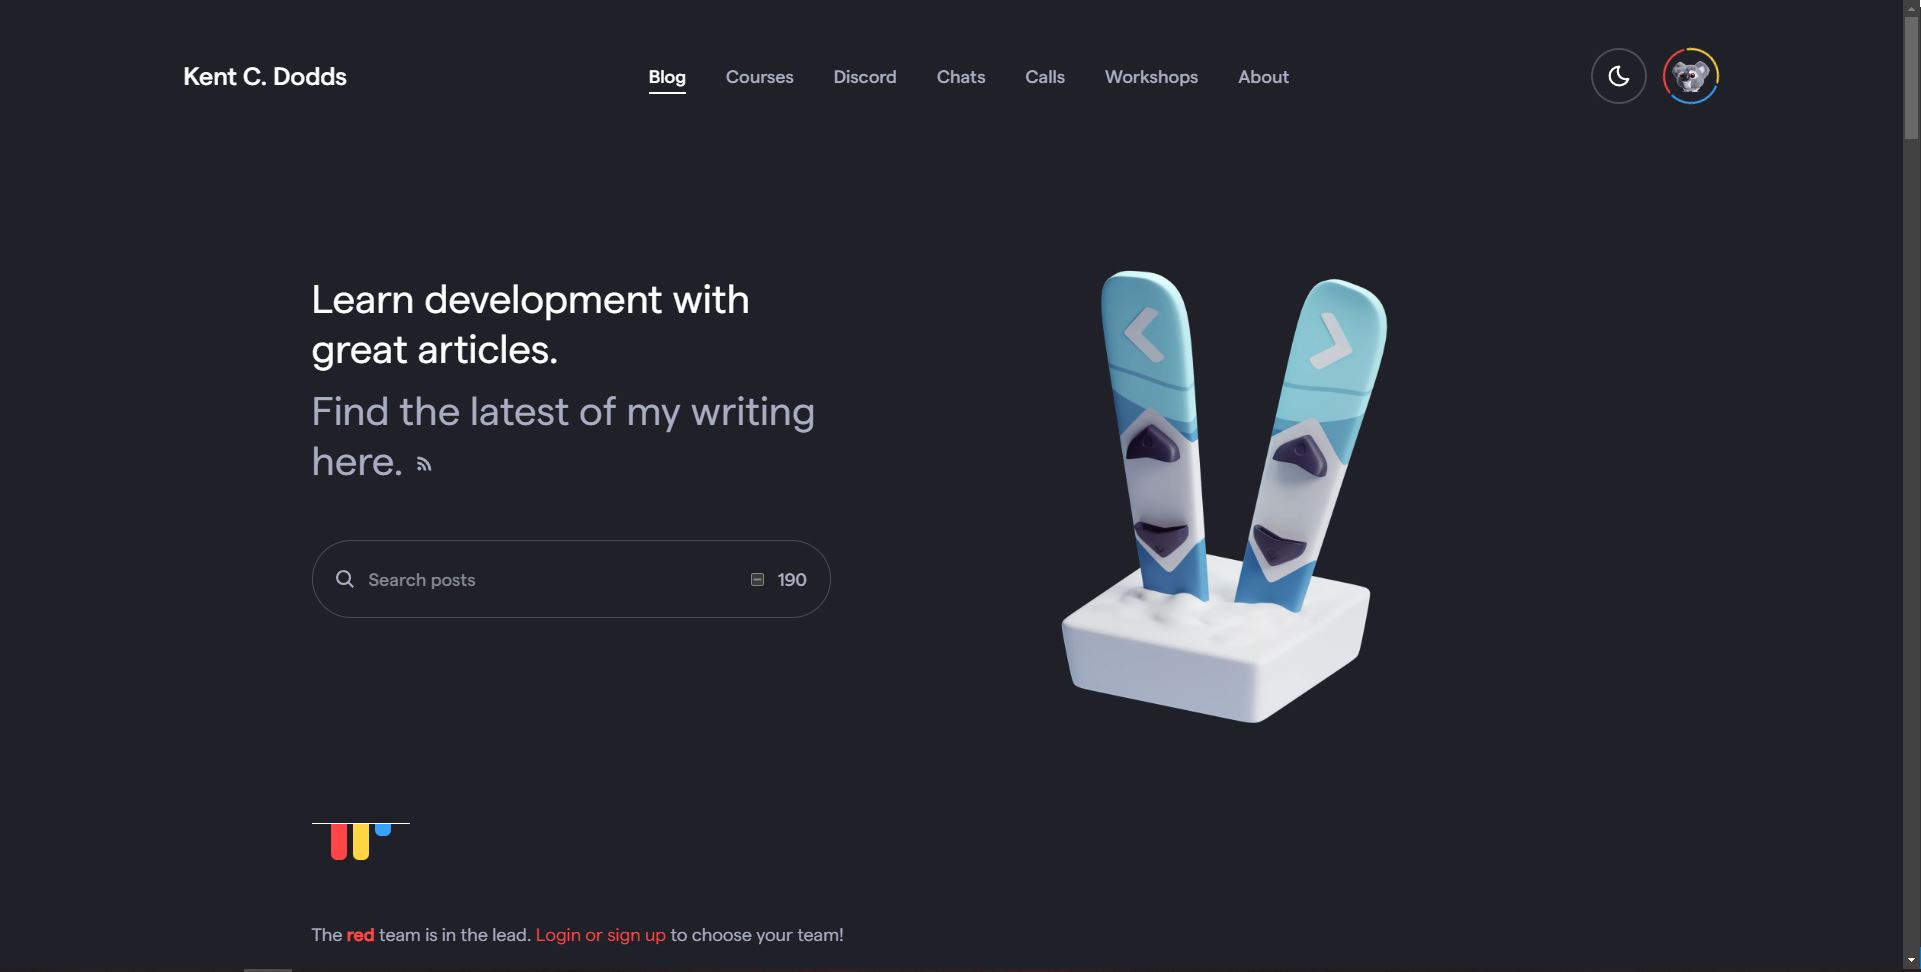 Kent C. Dodds
Blog Courses Discord Chats Calls Workshops About
Learn development with
great articles.
Find the latest of my writing
here.
Search posts 190
The red team is in the lead. Login or sign up to choose your team!